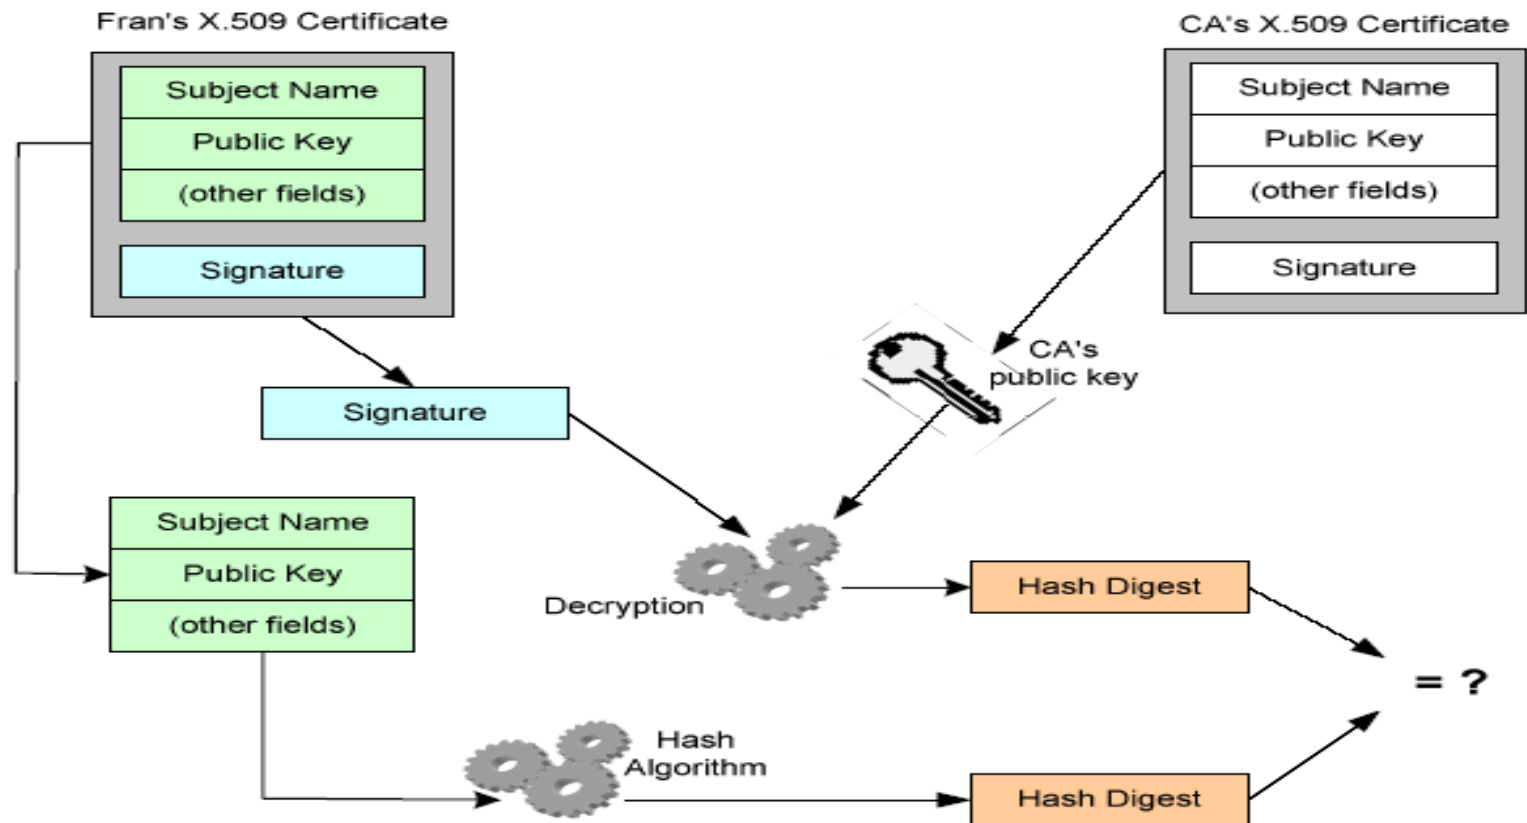 Fran's X.509 Certificate
Subject Name
Public Key
(other fields)
Signature
CA's X.509 Certificate
Subject Name
Public Key
(other fields)
Signature
CA's
public key
Signature
Subject Name
Public Key
(other fields)
Decryption
Hash Digest
= ?
Hash
Algorithm
Hash Digest